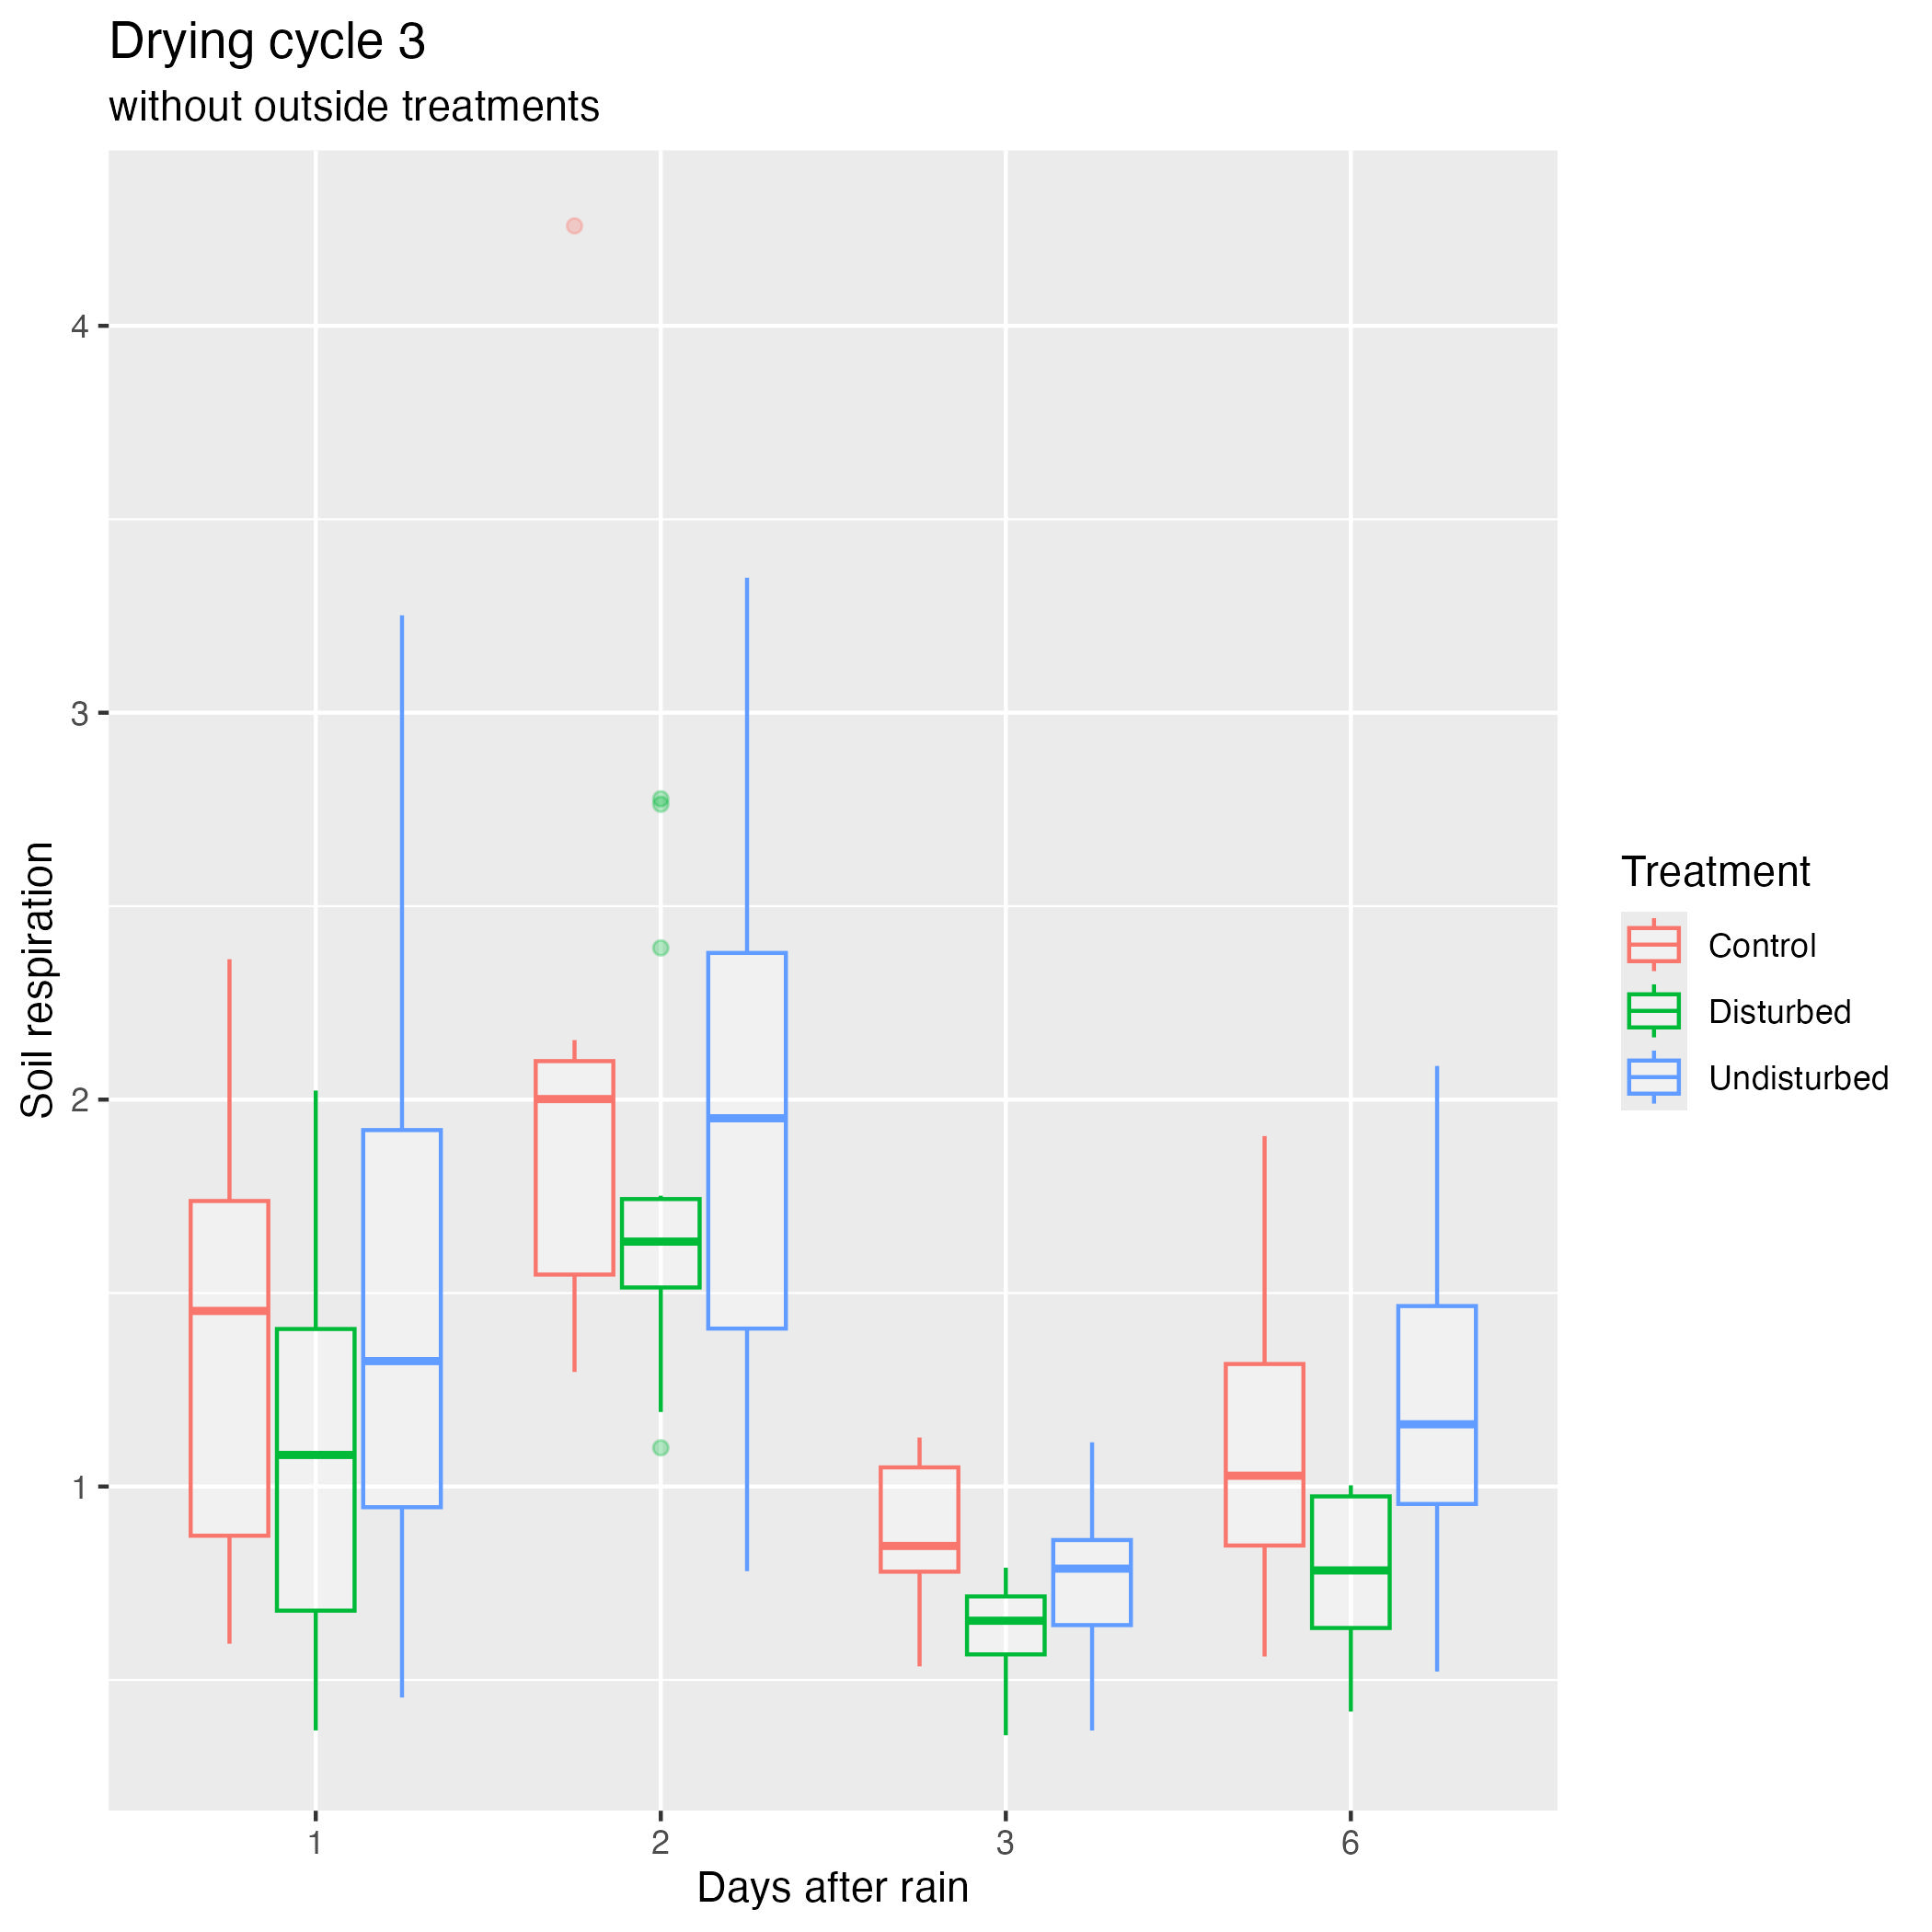 Drying cycle 3
without outside treatments
4
3
2
1
Soil respiration
1 2 3 6
Days after rain
Treatment
Control
Disturbed
Undisturbed